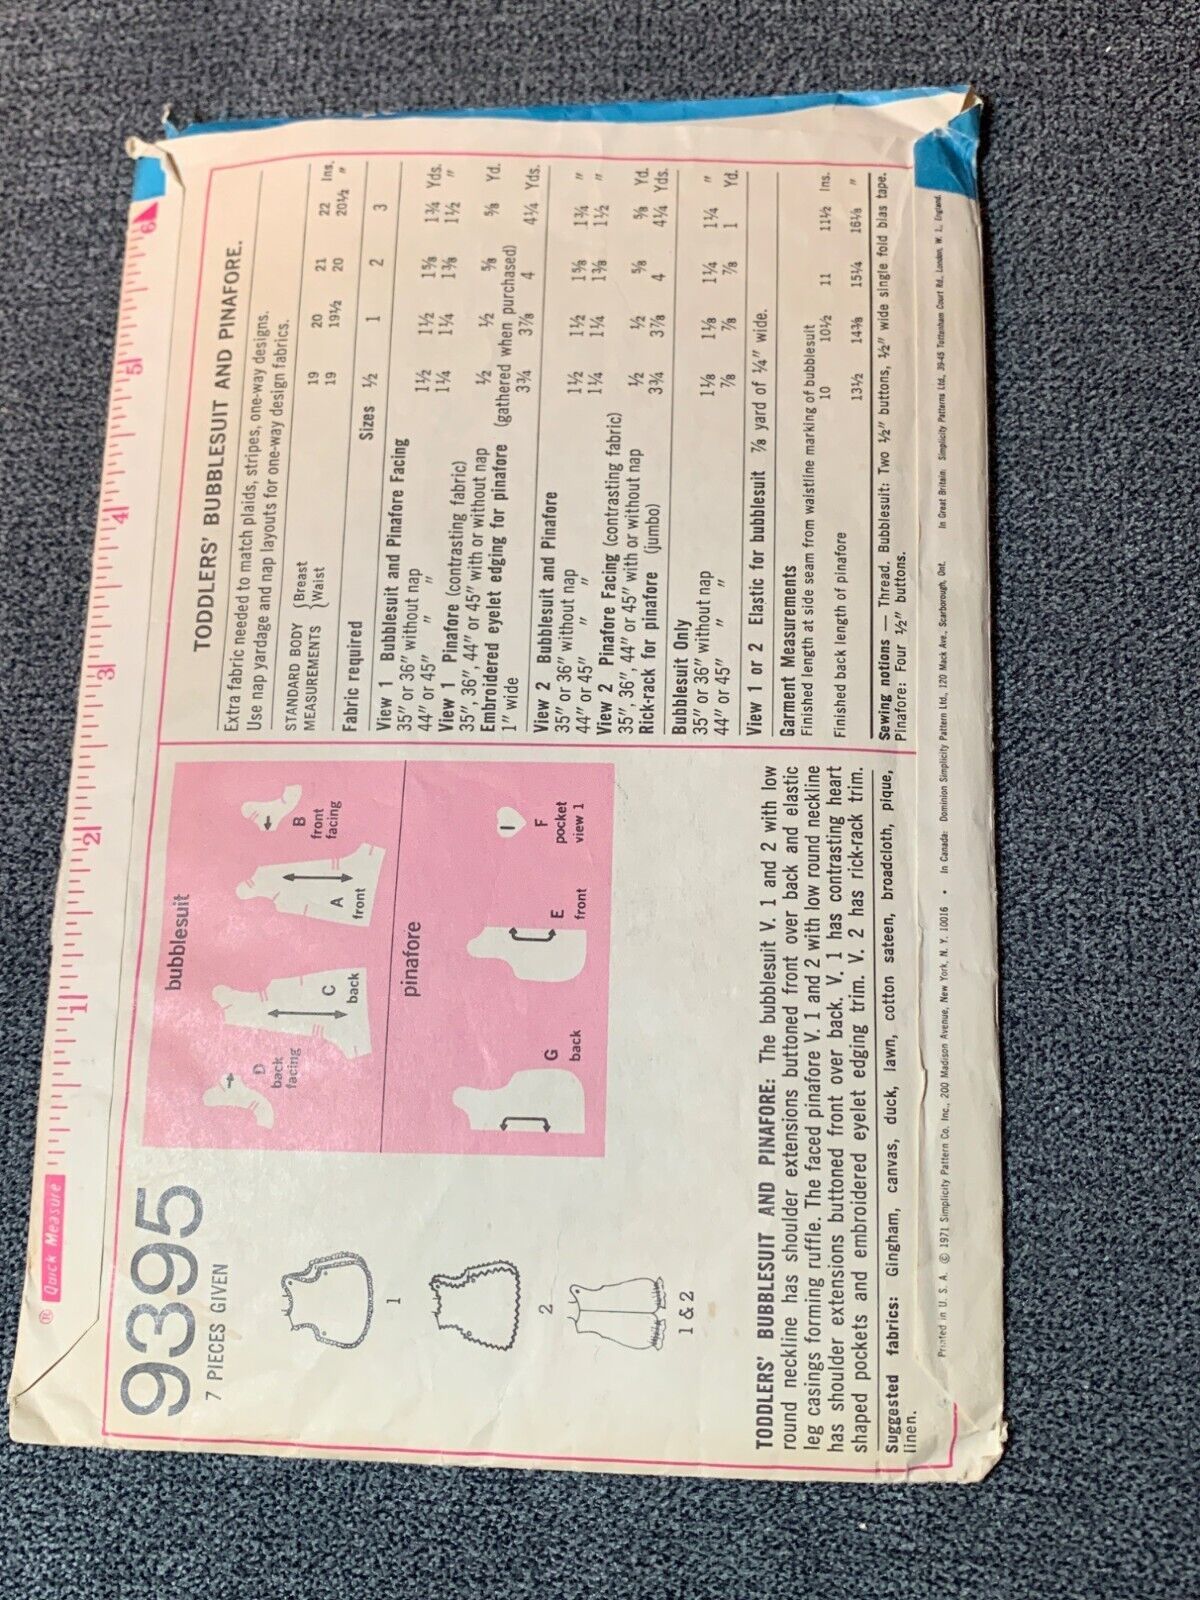 ® Quick Measure 1 2 3 4 5 6
9395
7 PIECES GIVEN
1
2
1 & 2
bubblesuit
D
back
facing
C
back
A
front
B
front
facing
pinafore
G
back
E
front
F
pocket
view 1
TODDLERS' BUBBLESUIT AND PINAFORE: The bubblesuit V. 1 and 2 with low
round neckline has shoulder extensions buttoned front over back and elastic
leg casings forming ruffle. The faced pinafore V. 1 and 2 with low round neckline
has shoulder extensions buttoned front over back. V. 1 has contrasting heart
shaped pockets and embroidered eyelet edging trim. V. 2 has rick-rack trim.
Suggested fabrics: Gingham, canvas, duck, lawn, cotton sateen, broadcloth, pique,
linen.
TODDLERS' BUBBLESUIT AND PINAFORE.
Extra fabric needed to match plaids, stripes, one-way designs.
Use nap yardage and nap layouts for one-way design fabrics.
STANDARD BODY { Breast 19 20 21 22 Ins.
MEASUREMENTS { Waist 19 19½ 20 20½ "
Fabric required Sizes ½ 1 2 3
View 1 Bubblesuit and Pinafore Facing
35" or 36" without nap 1½ 1½ 1⅝ 1¾ Yds.
44" or 45" " " 1¼ 1¼ 1⅜ 1½ "
View 1 Pinafore (contrasting fabric)
35", 36", 44" or 45" with or without nap ½ ½ ⅝ ⅝ Yd.
Embroidered eyelet edging for pinafore (gathered when purchased)
1" wide 3¾ 3⅞ 4 4¼ Yds.
View 2 Bubblesuit and Pinafore
35" or 36" without nap 1½ 1½ 1⅝ 1¾ "
44" or 45" " " 1¼ 1¼ 1⅜ 1½ "
View 2 Pinafore Facing (contrasting fabric)
35", 36", 44" or 45" with or without nap ½ ½ ⅝ ⅝ Yd.
Rick-rack for pinafore (jumbo) 3¾ 3⅞ 4 4¼ Yds.
Bubblesuit Only
35" or 36" without nap 1⅛ 1⅛ 1¼ 1¼ "
44" or 45" " " ⅞ ⅞ ⅞ 1 Yd.
View 1 or 2 Elastic for bubblesuit ⅞ yard of ¼" wide.
Garment Measurements
Finished length at side seam from waistline marking of bubblesuit
10 10½ 11 11½ Ins.
Finished back length of pinafore 13½ 14⅜ 15¼ 16⅛ "
Sewing notions — Thread. Bubblesuit: Two ½" buttons, ½" wide single fold bias tape.
Pinafore: Four ½" buttons.
Printed in U. S. A. © 1971 Simplicity Pattern Co. Inc., 200 Madison Avenue, New York, N. Y. 10016 • In Canada: Dominion Simplicity Pattern Ltd., 120 Mack Ave., Scarborough, Ont. In Great Britain: Simplicity Patterns Ltd., 39-45 Tottenham Court Rd., London, W. 1., England.